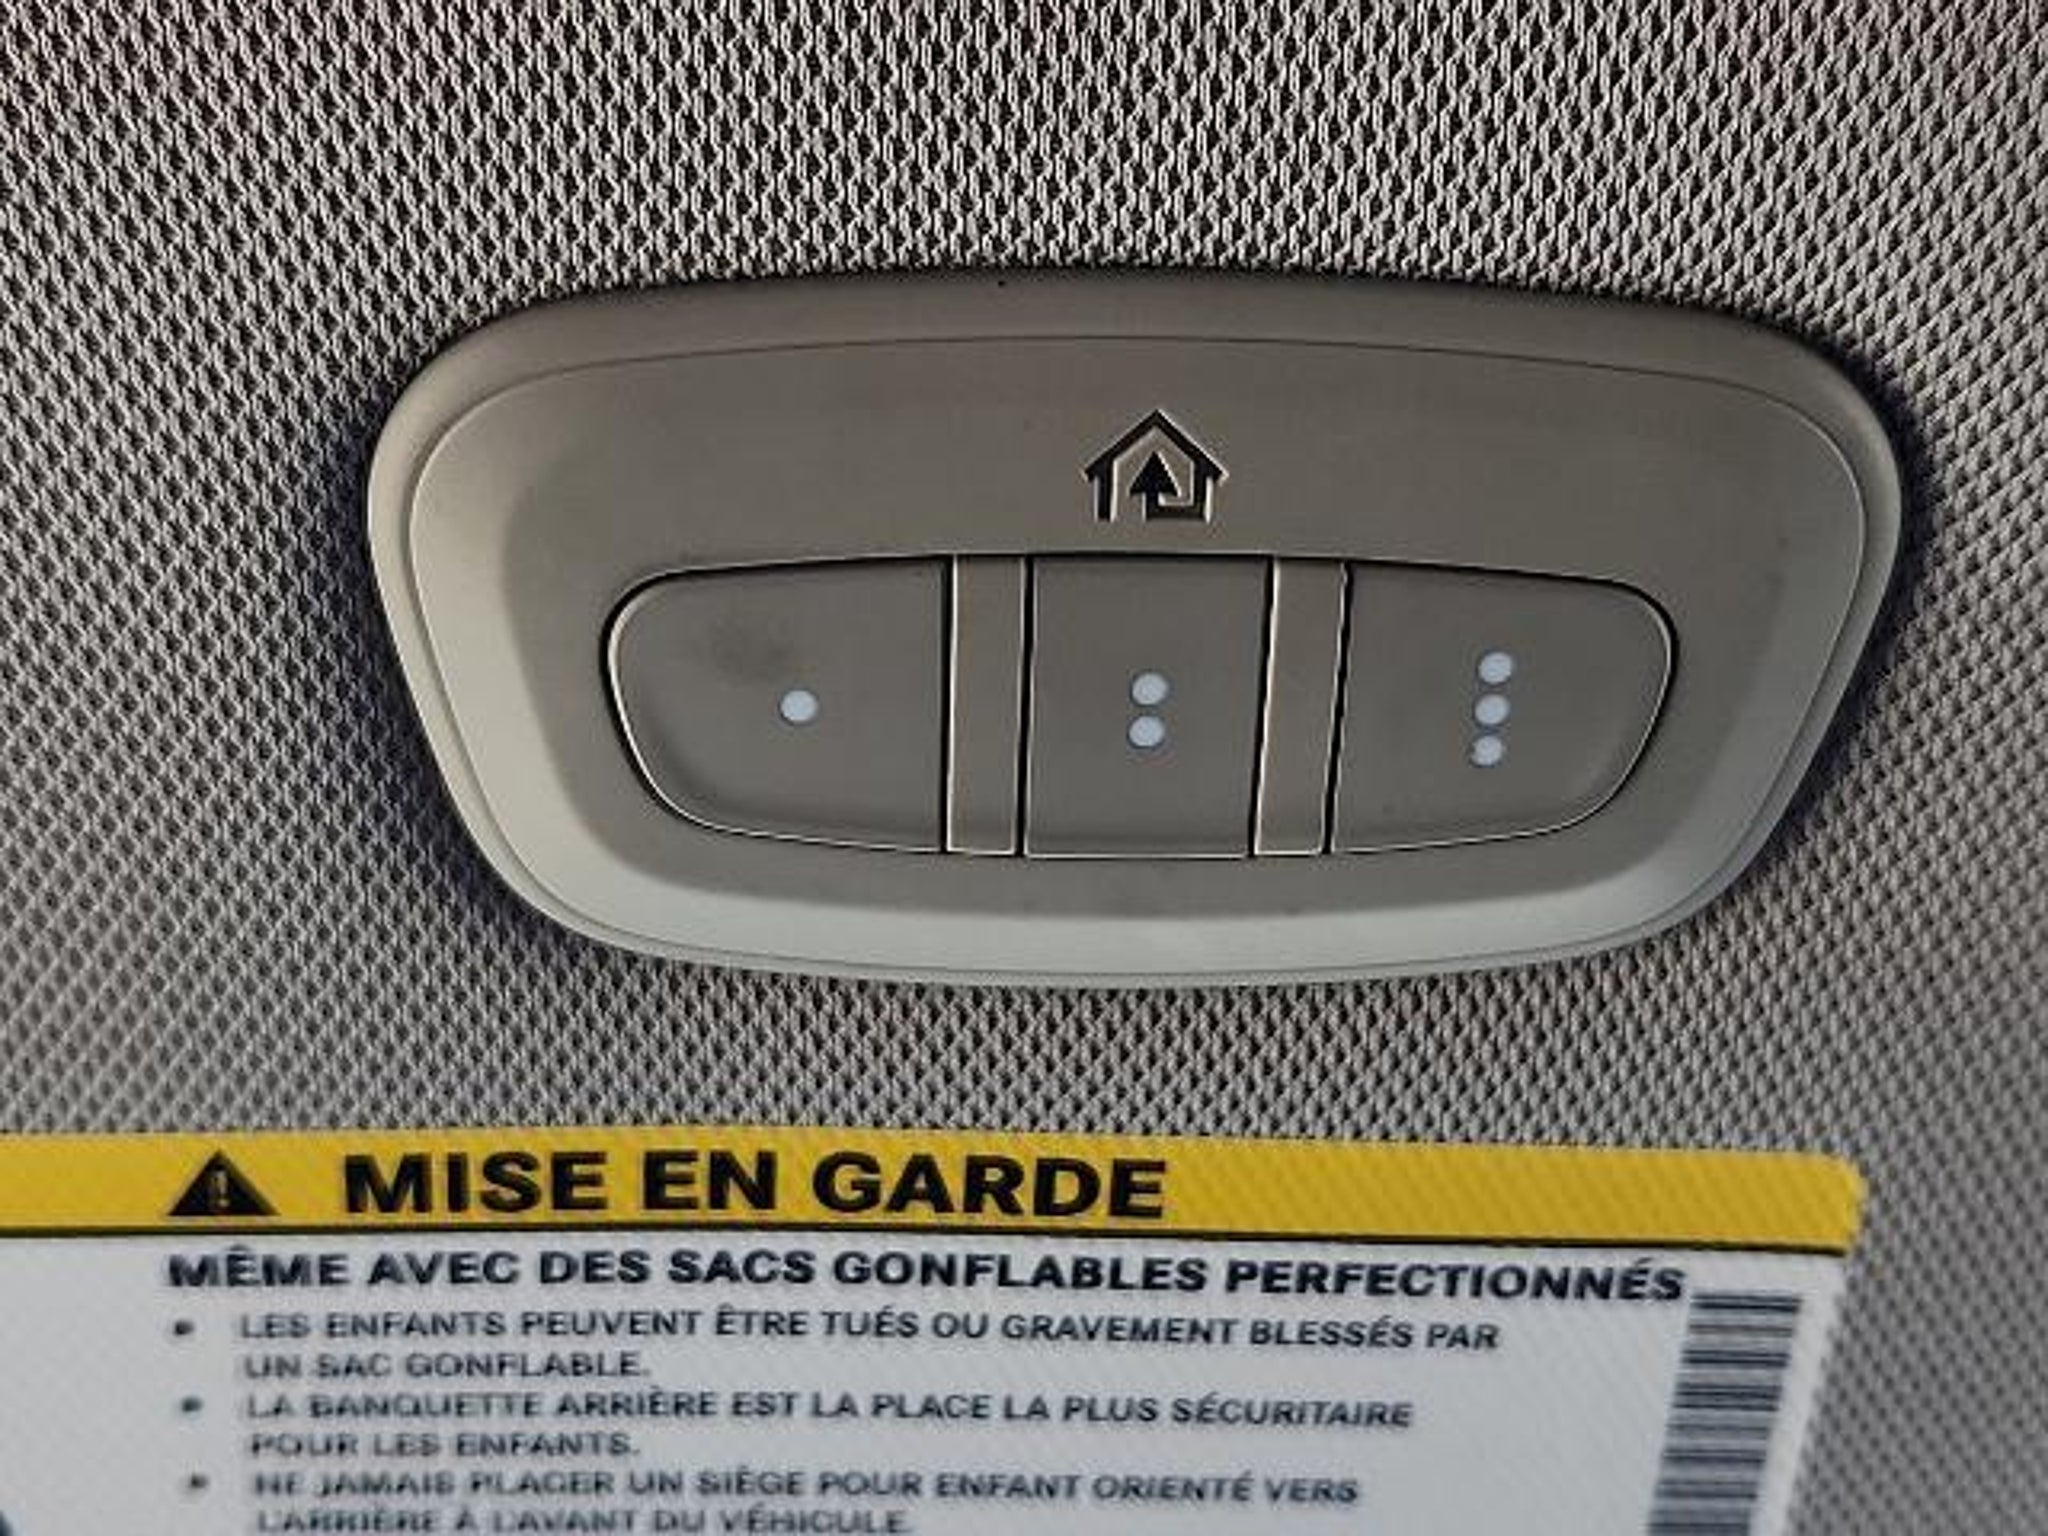 MISE EN GARDE
MÊME AVEC DES SACS GONFLABLES PERFECTIONNÉS
• LES ENFANTS PEUVENT ÊTRE TUÉS OU GRAVEMENT BLESSÉS PAR
UN SAC GONFLABLE.
• LA BANQUETTE ARRIÈRE EST LA PLACE LA PLUS SÉCURITAIRE
POUR LES ENFANTS.
• NE JAMAIS PLACER UN SIÈGE POUR ENFANT ORIENTÉ VERS
L'ARRIÈRE À L'AVANT DU VÉHICULE.